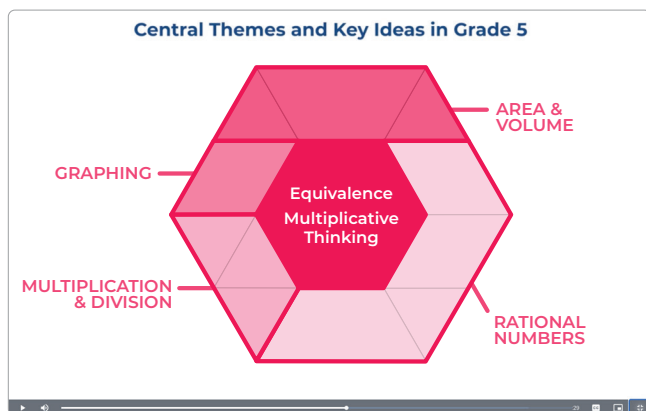 Central Themes and Key Ideas in Grade 5
AREA &
VOLUME
GRAPHING
Equivalence
Multiplicative
Thinking
MULTIPLICATION
& DIVISION
RATIONAL
NUMBERS